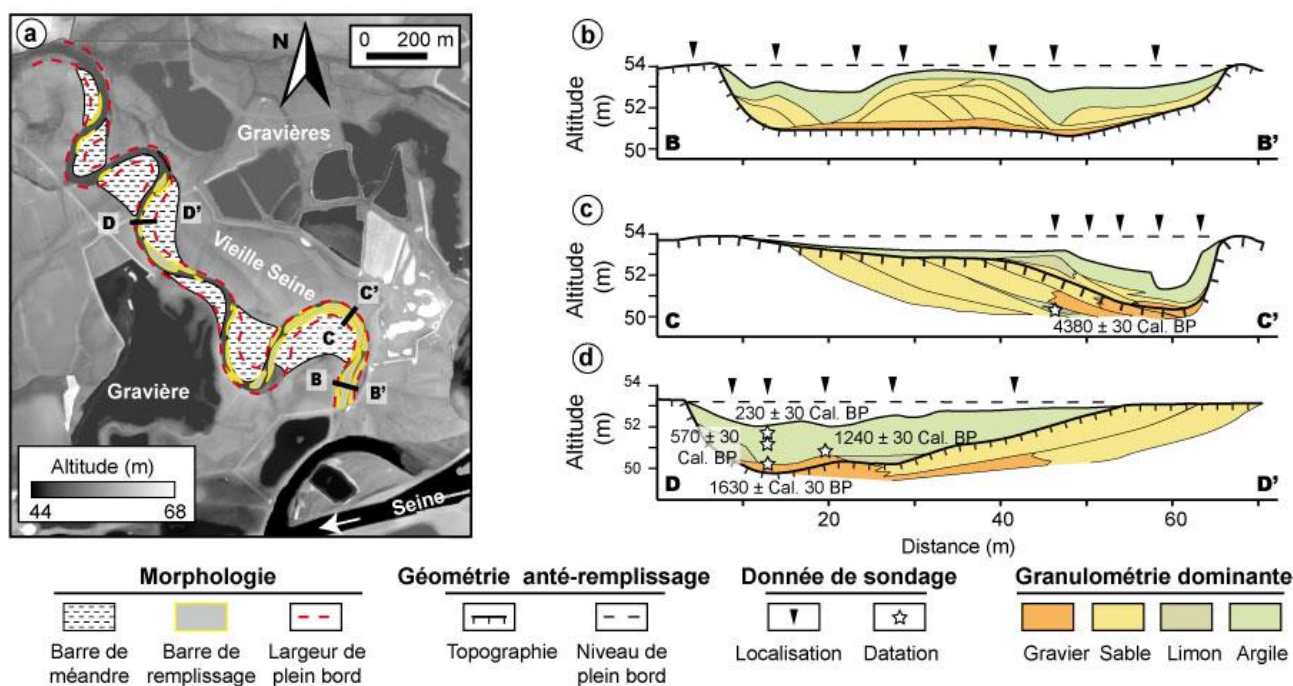 a
N
0 200 m
Gravières
D
D'
Vieille Seine
C'
C
B
B'
Gravière
Altitude (m)
44 68
Seine
b
Altitude
(m)
54
52
50
B
B'
c
Altitude
(m)
54
52
50
C
C'
4380 ± 30 Cal. BP
d
Altitude
(m)
54
52
50
230 ± 30 Cal. BP
570 ± 30
Cal. BP
1240 ± 30 Cal. BP
1630 ± Cal. 30 BP
D
D'
20 40 60
Distance (m)
Morphologie
Barre de
méandre
Barre de
remplissage
Largeur de
plein bord
Géométrie anté-remplissage
Topographie
Niveau de
plein bord
Donnée de sondage
Localisation
Datation
Granulométrie dominante
Gravier
Sable
Limon
Argile